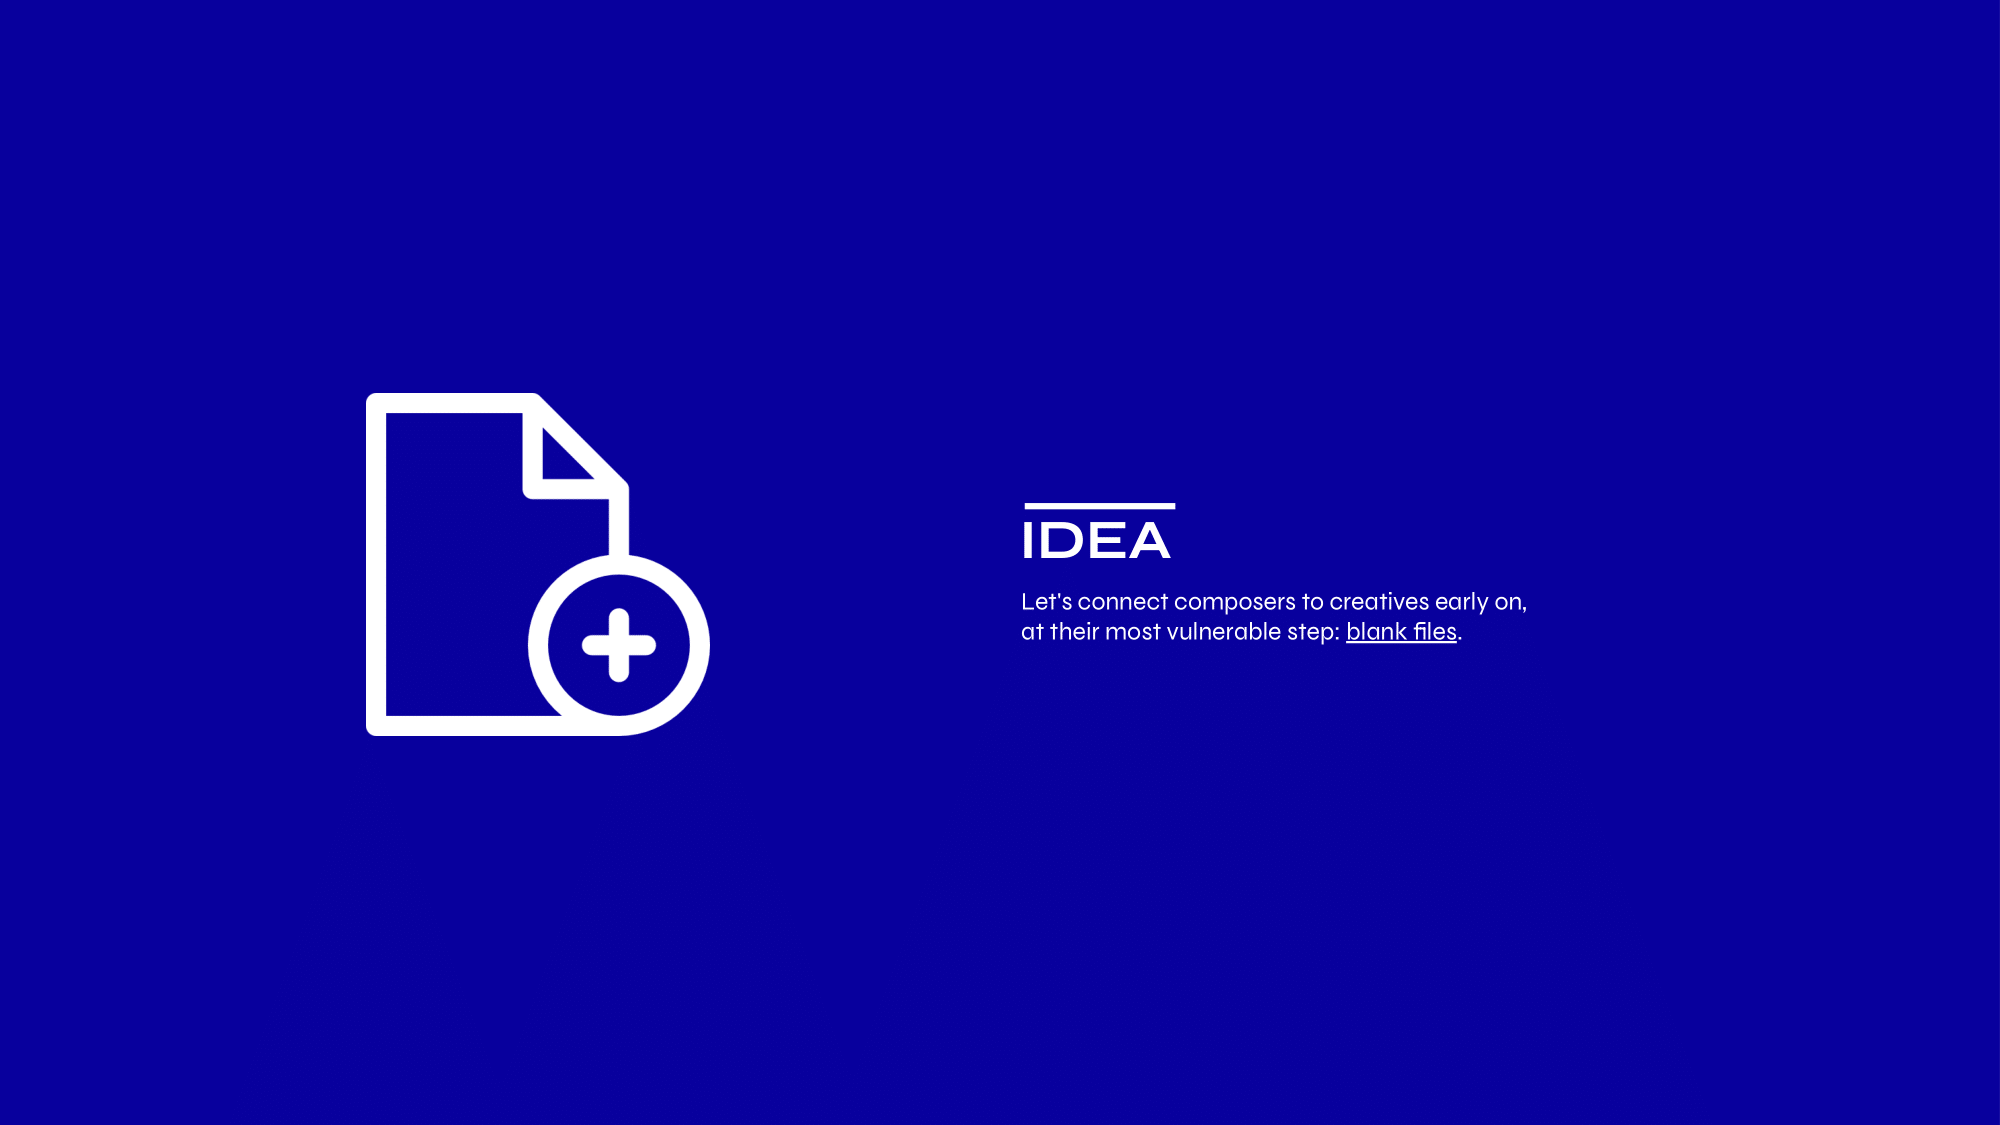 IDEA
Let's connect composers to creatives early on,
at their most vulnerable step: blank files.